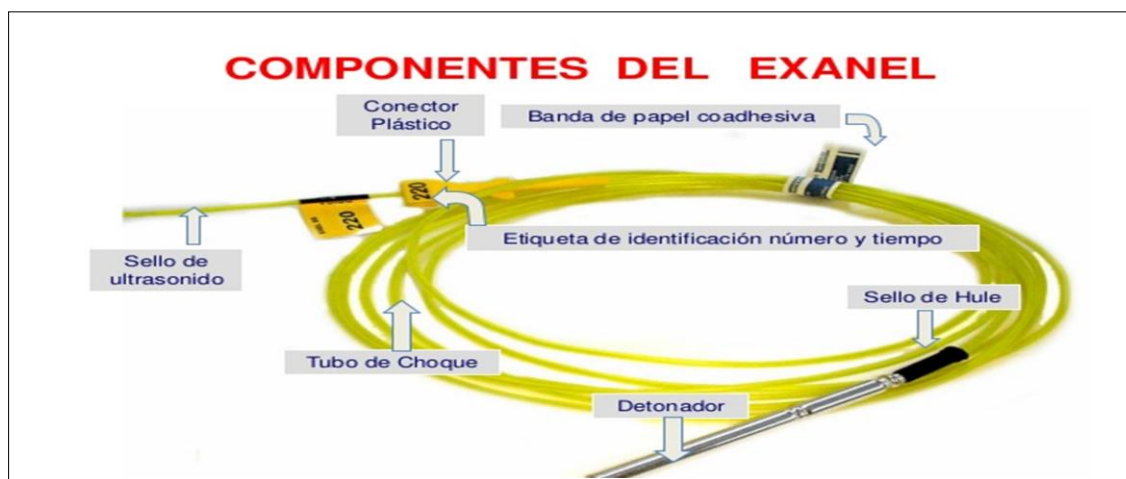 COMPONENTES DEL EXANEL
Conector
Plástico
Banda de papel coadhesiva
220
220
Etiqueta de identificación número y tiempo
Sello de
ultrasonido
Sello de Hule
Tubo de Choque
Detonador